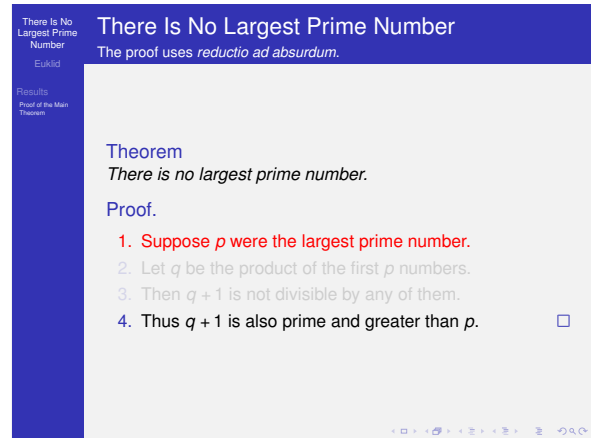 There Is No
Largest Prime
Number
Euklid
Results
Proof of the Main
Theorem
There Is No Largest Prime Number
The proof uses reductio ad absurdum.
Theorem
There is no largest prime number.
Proof.
1. Suppose p were the largest prime number.
2. Let q be the product of the first p numbers.
3. Then q + 1 is not divisible by any of them.
4. Thus q + 1 is also prime and greater than p.